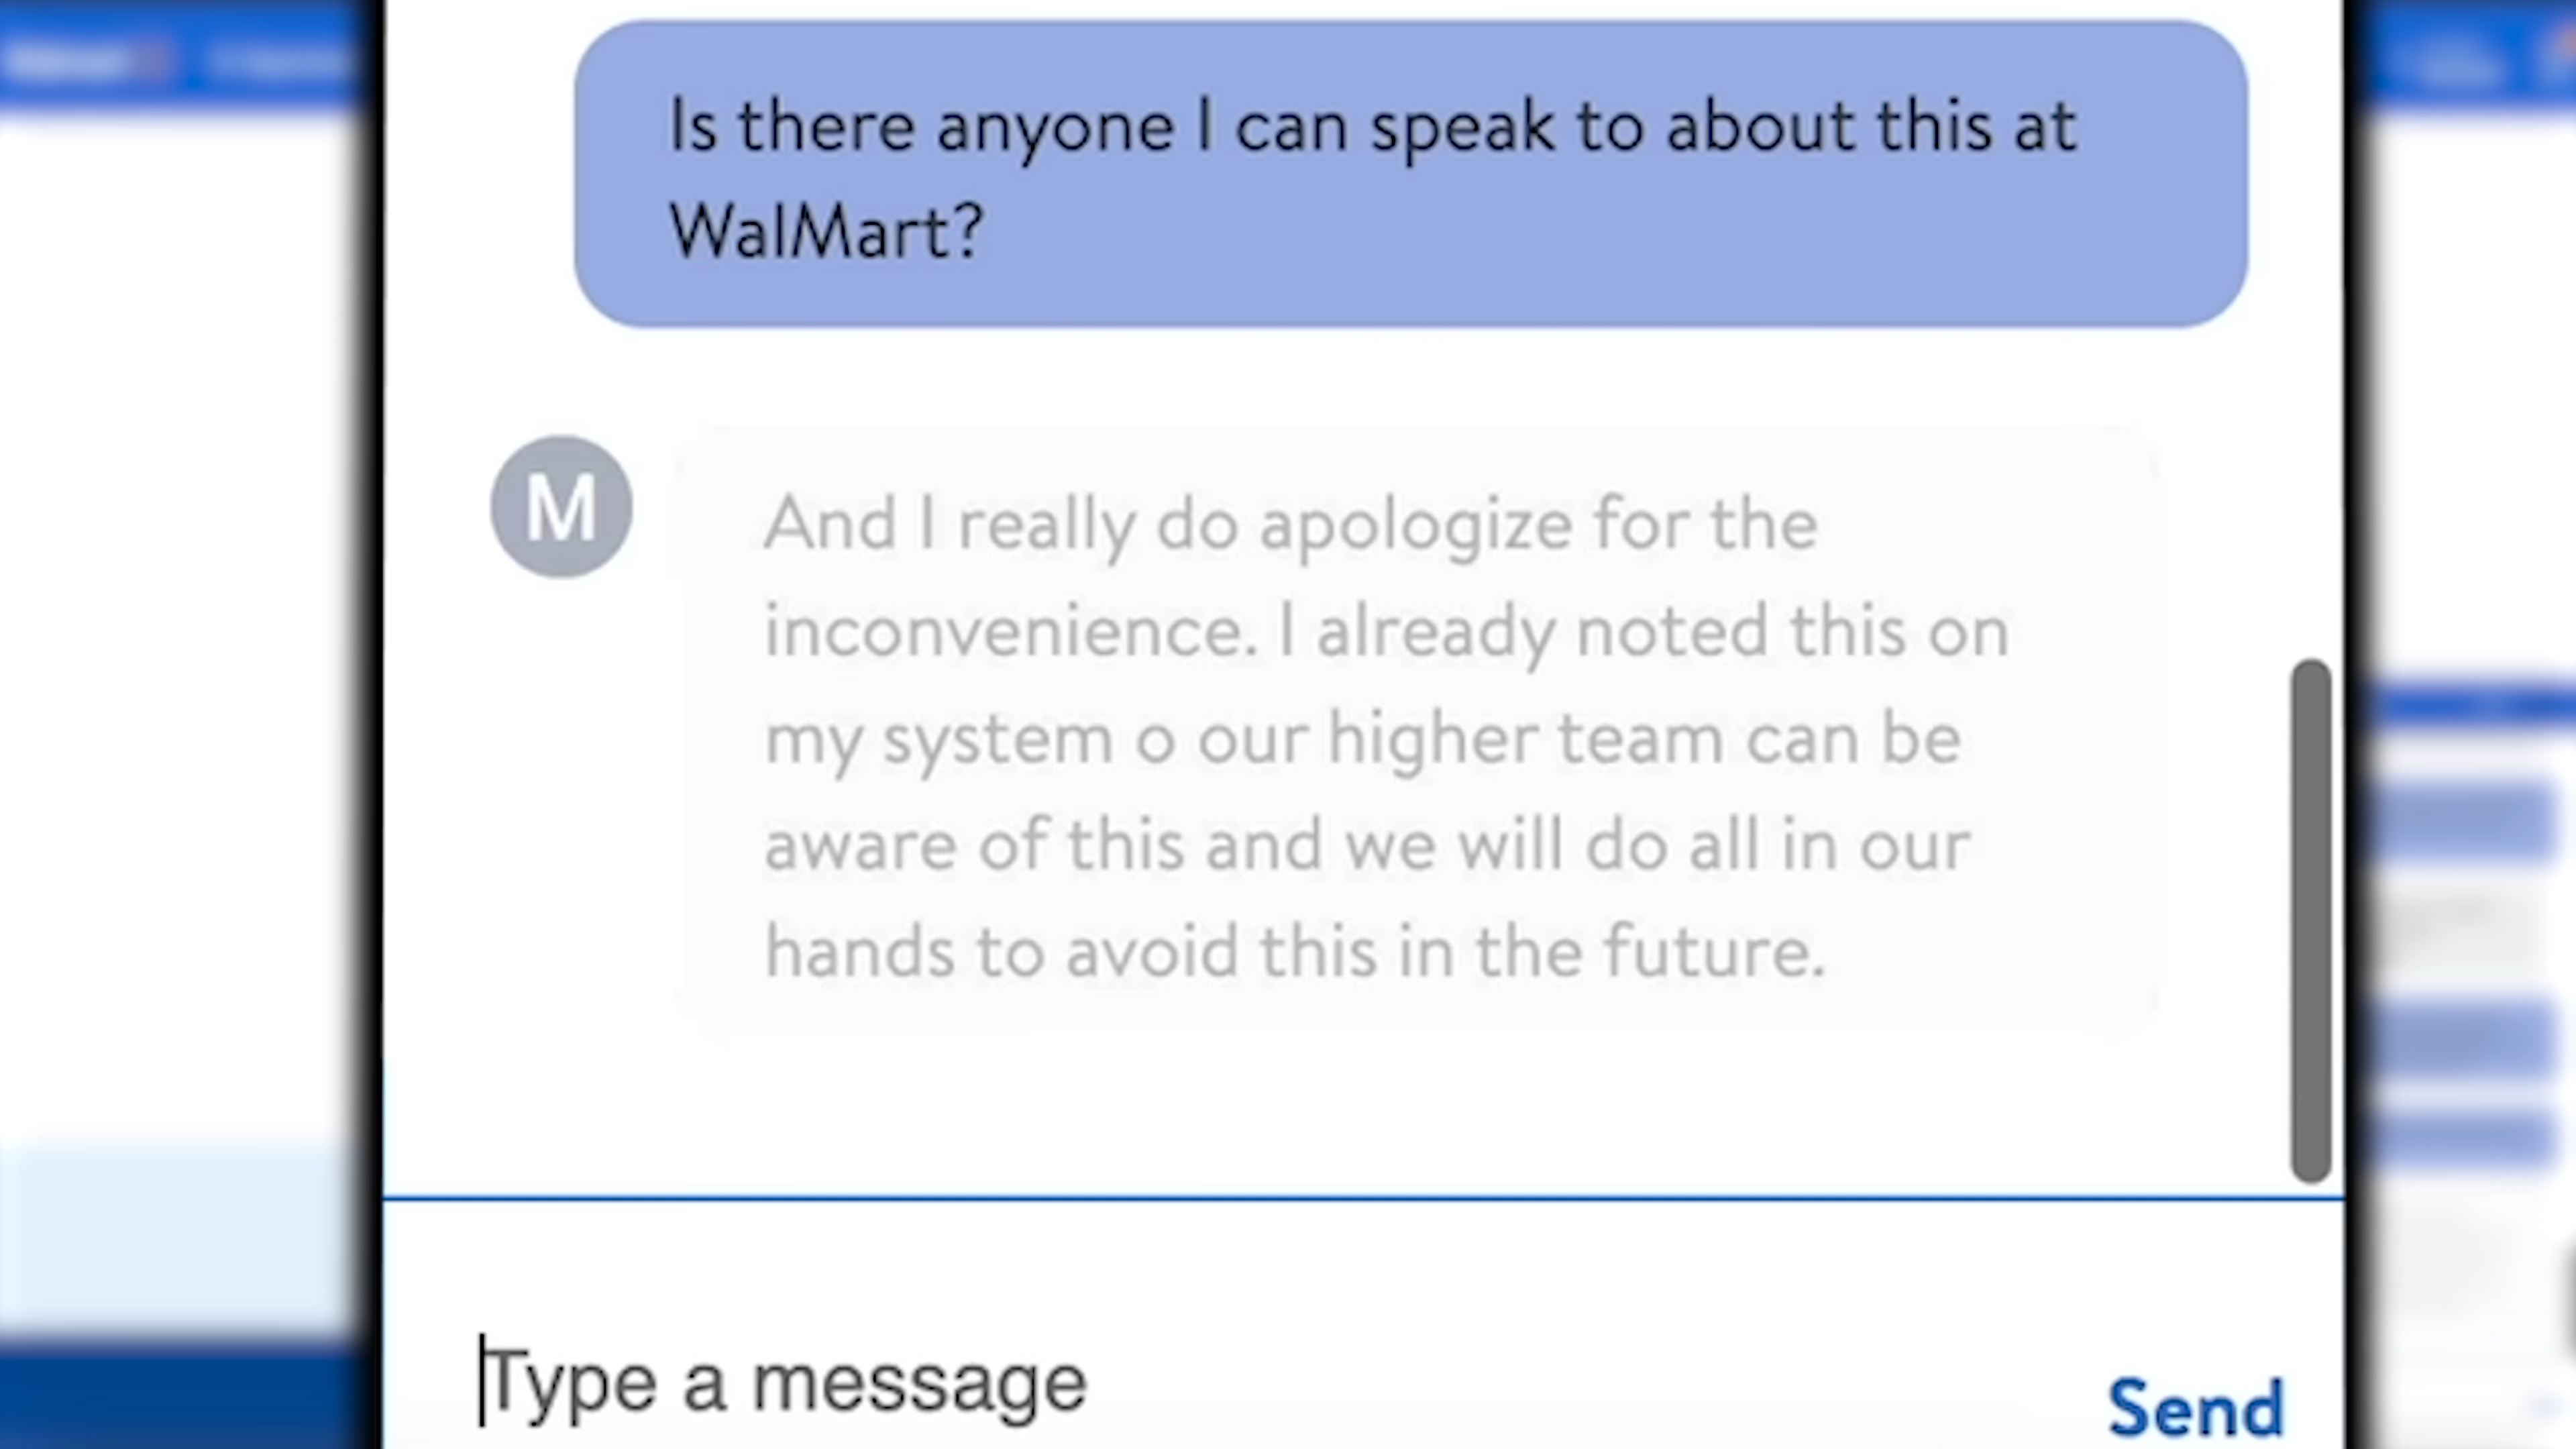 Is there anyone I can speak to about this at
WalMart?
M
And I really do apologize for the
inconvenience. I already noted this on
my system o our higher team can be
aware of this and we will do all in our
hands to avoid this in the future.
Type a message
Send